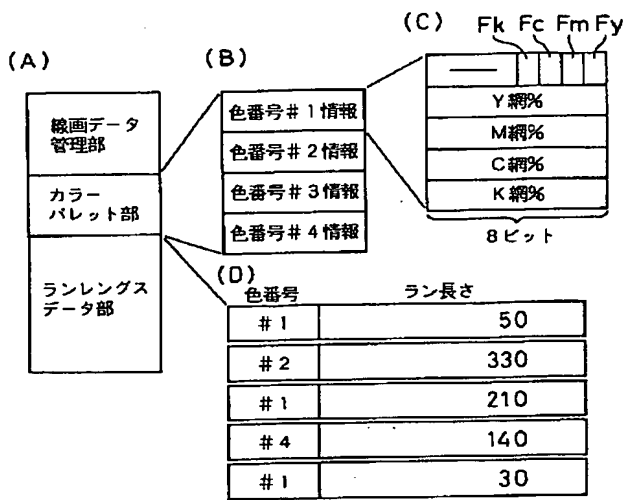 (A)
線画データ
管理部
カラー
パレット部
ランレングス
データ部
(B)
色番号#1情報
色番号#2情報
色番号#3情報
色番号#4情報
(C)
Fk Fc Fm Fy
Y網%
M網%
C網%
K網%
8ビット
(D)
色番号 ラン長さ
#1 50
#2 330
#1 210
#4 140
#1 30